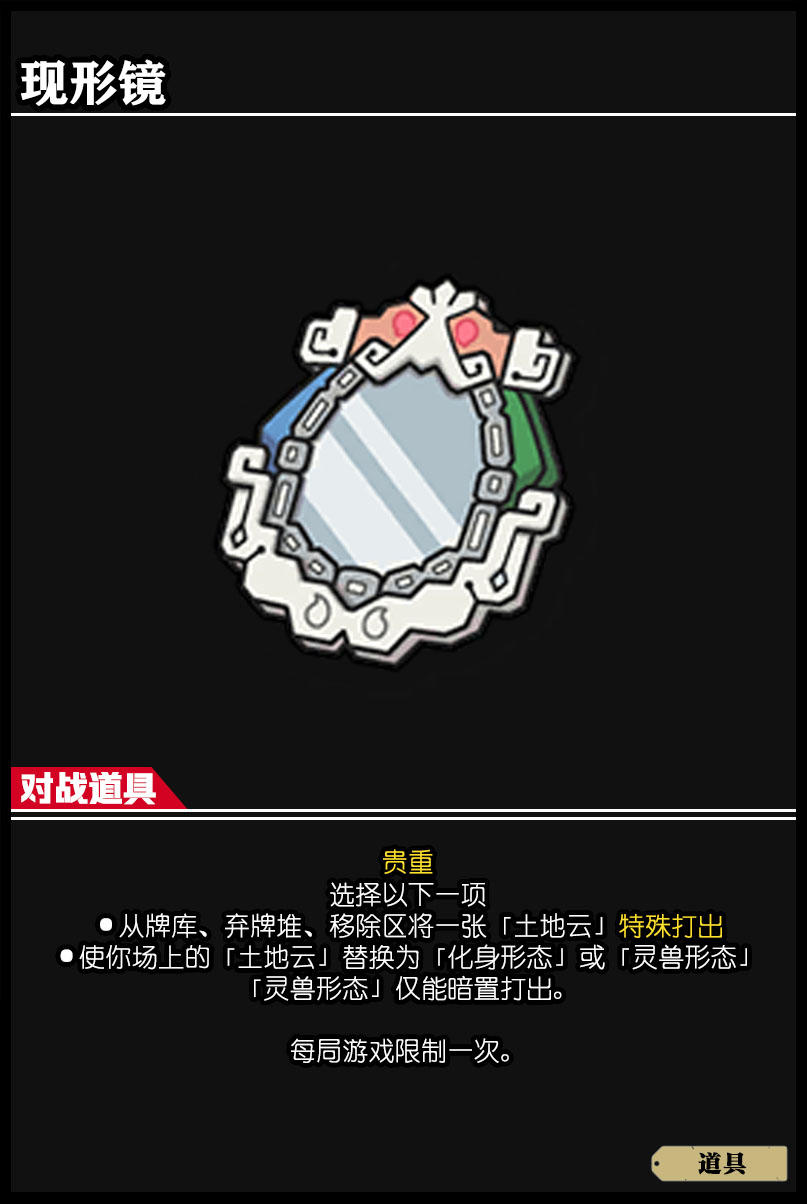 现形镜
对战道具
贵重
选择以下一项
●从牌库、弃牌堆、移除区将一张「土地云」特殊打出
●使你场上的「土地云」替换为「化身形态」或「灵兽形态」
「灵兽形态」仅能暗置打出。
每局游戏限制一次。
道具